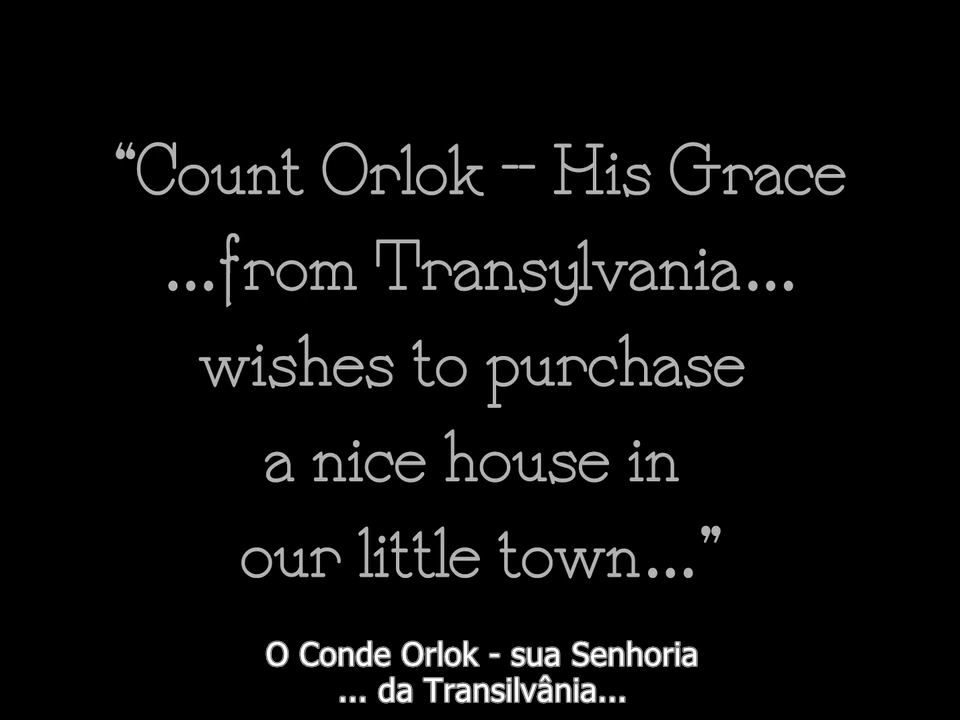 “Count Orlok -- His Grace
...from Transylvania...
wishes to purchase
a nice house in
our little town...”
O Conde Orlok - sua Senhoria
... da Transilvânia...